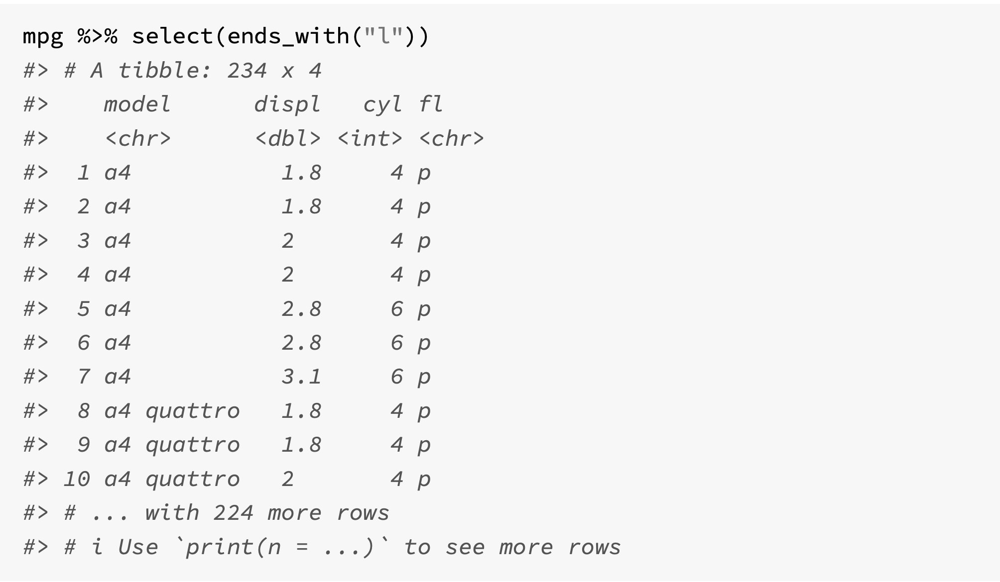 mpg %>% select(ends_with("l"))
#> # A tibble: 234 x 4
#>    model      displ   cyl fl
#>    <chr>      <dbl> <int> <chr>
#>  1 a4           1.8     4 p
#>  2 a4           1.8     4 p
#>  3 a4           2       4 p
#>  4 a4           2       4 p
#>  5 a4           2.8     6 p
#>  6 a4           2.8     6 p
#>  7 a4           3.1     6 p
#>  8 a4 quattro   1.8     4 p
#>  9 a4 quattro   1.8     4 p
#> 10 a4 quattro   2       4 p
#> # ... with 224 more rows
#> # i Use `print(n = ...)` to see more rows